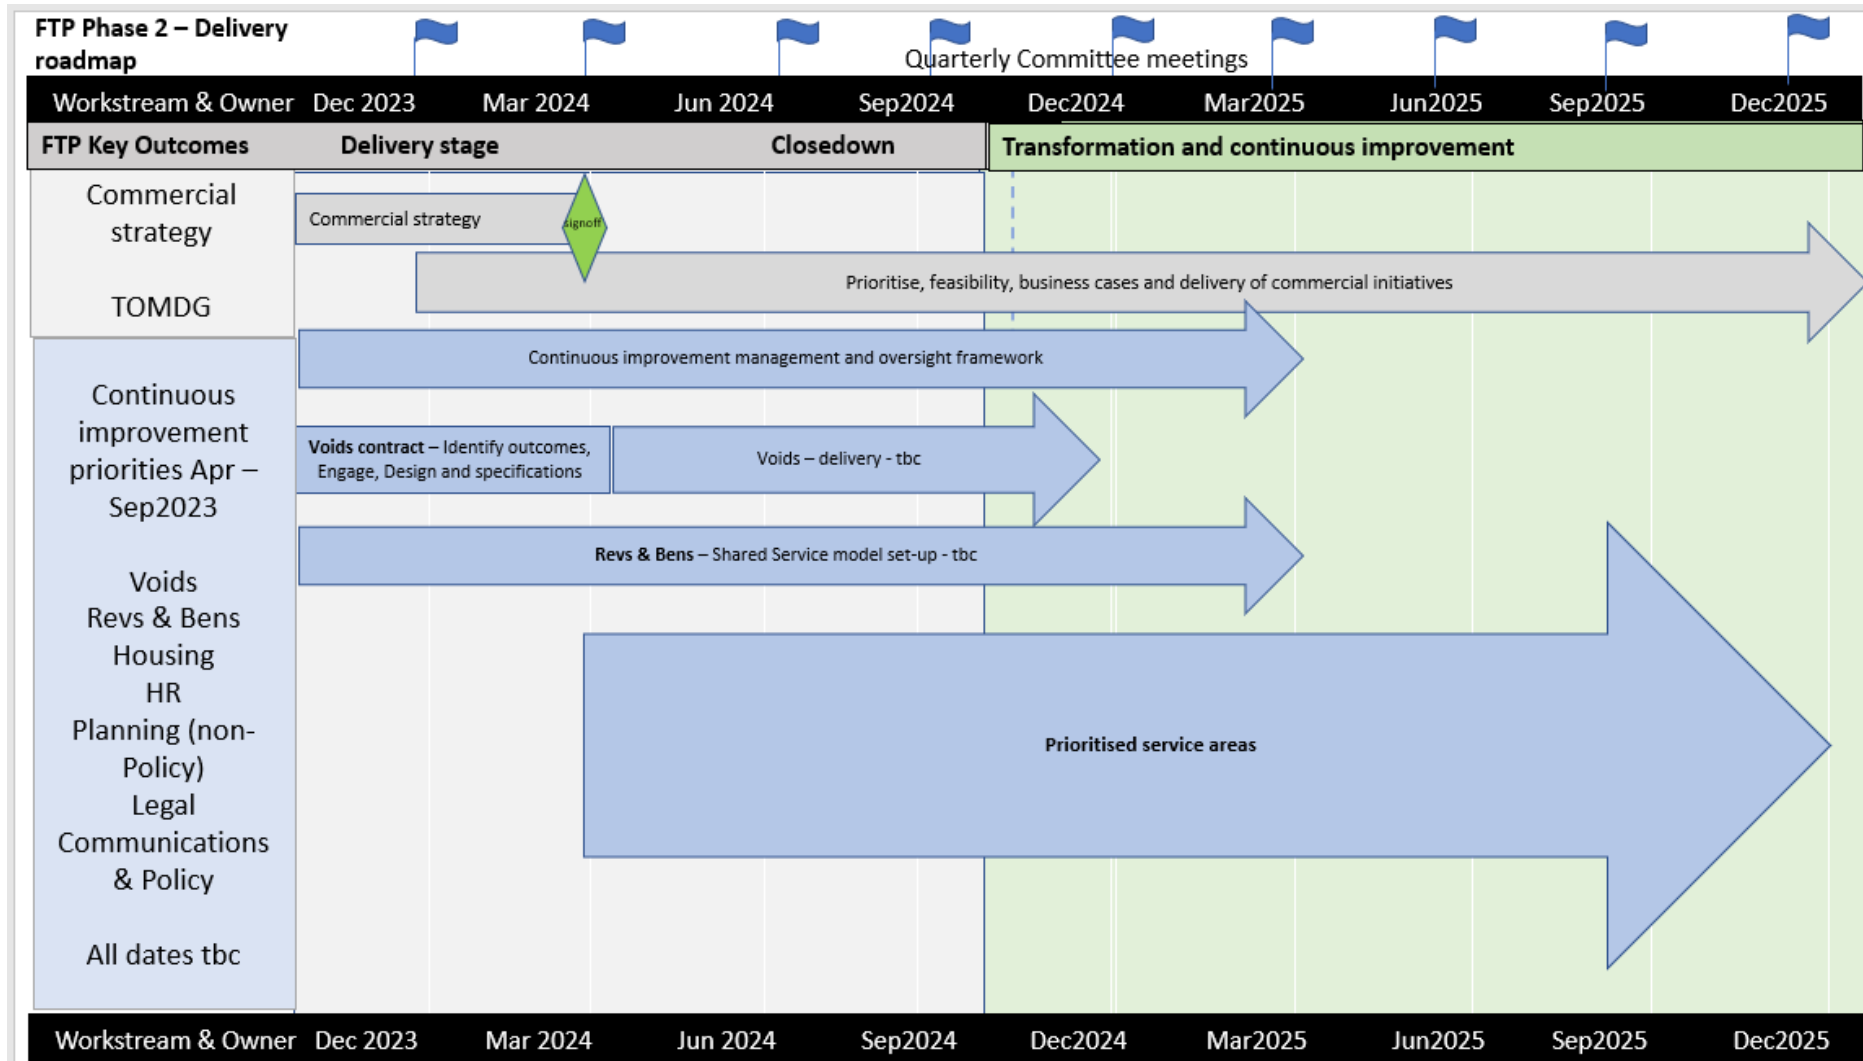 FTP Phase 2 – Delivery
roadmap
Quarterly Committee meetings
Workstream & Owner Dec 2023 Mar 2024 Jun 2024 Sep2024 Dec2024 Mar2025 Jun2025 Sep2025 Dec2025
FTP Key Outcomes Delivery stage Closedown Transformation and continuous improvement
Commercial
strategy
TOMDG
Commercial strategy
signoff
Prioritise, feasibility, business cases and delivery of commercial initiatives
Continuous improvement management and oversight framework
Continuous
improvement
priorities Apr –
Sep2023
Voids
Revs & Bens
Housing
HR
Planning (non-
Policy)
Legal
Communications
& Policy
All dates tbc
Voids contract – Identify outcomes,
Engage, Design and specifications
Voids – delivery - tbc
Revs & Bens – Shared Service model set-up - tbc
Prioritised service areas
Workstream & Owner Dec 2023 Mar 2024 Jun 2024 Sep2024 Dec2024 Mar2025 Jun2025 Sep2025 Dec2025